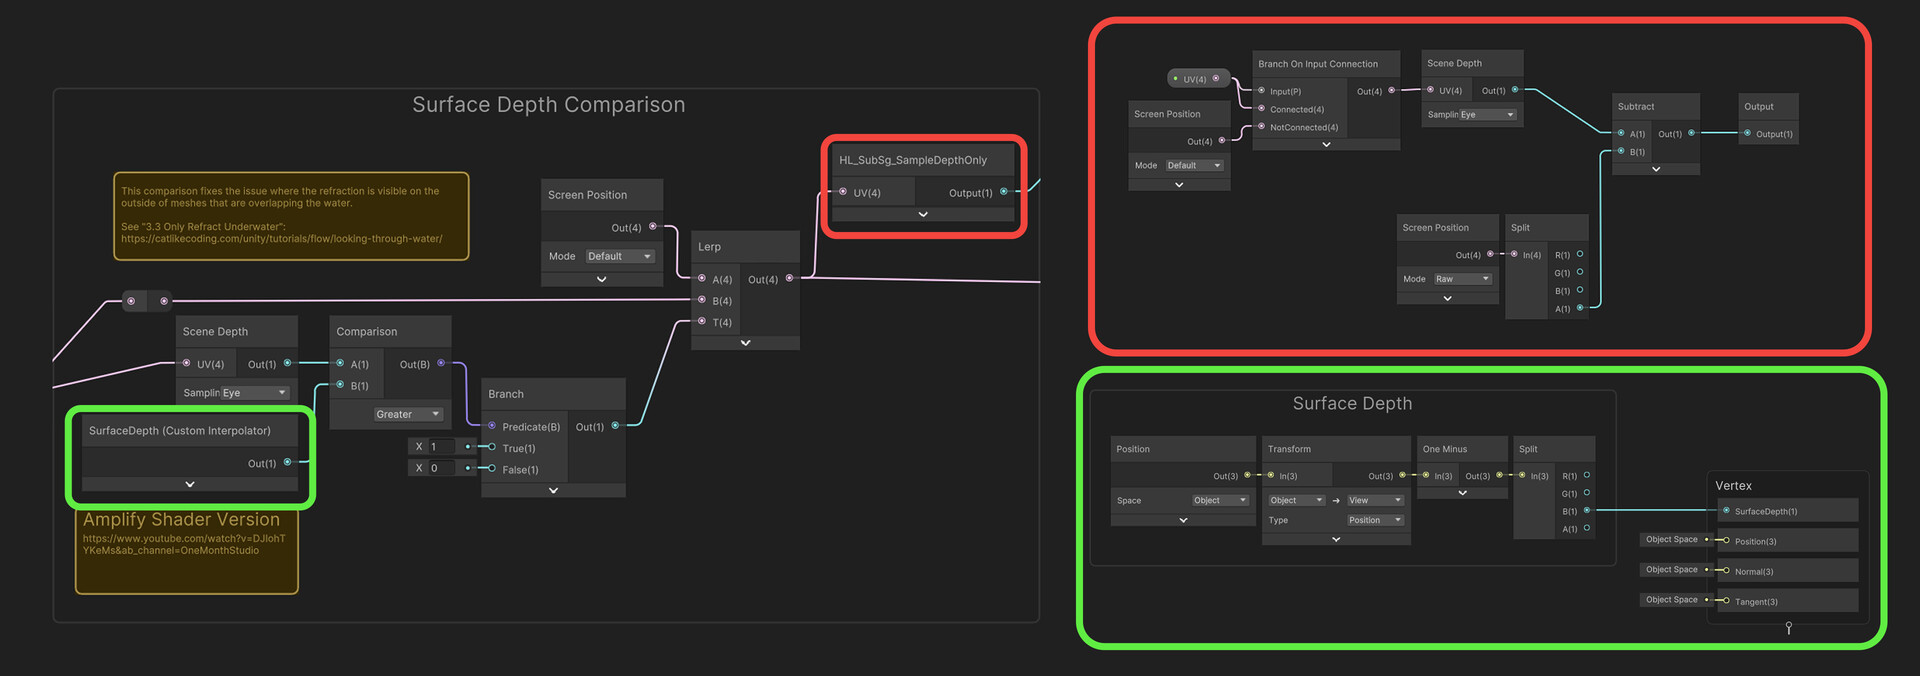 Surface Depth Comparison
This comparison fixes the issue where the refraction is visible on the
outside of meshes that are overlapping the water.
See "3.3 Only Refract Underwater":
https://catlikecoding.com/unity/tutorials/flow/looking-through-water/
Screen Position
Out(4)
Mode Default
Lerp
A(4) Out(4)
B(4)
T(4)
HL_SubSg_SampleDepthOnly
UV(4) Output(1)
Scene Depth
UV(4) Out(1)
Samplin Eye
Comparison
A(1) Out(B)
B(1)
Greater
Branch
Predicate(B) Out(1)
X 1 True(1)
X 0 False(1)
SurfaceDepth (Custom Interpolator)
Out(1)
Amplify Shader Version
https://www.youtube.com/watch?v=DJIohT
YKeMs&ab_channel=OneMonthStudio
UV(4)
Branch On Input Connection
Input(P) Out(4)
Connected(4)
NotConnected(4)
Screen Position
Out(4)
Mode Default
Scene Depth
UV(4) Out(1)
Samplin Eye
Subtract
A(1) Out(1)
B(1)
Output
Output(1)
Screen Position
Out(4)
Mode Raw
Split
In(4) R(1)
G(1)
B(1)
A(1)
Surface Depth
Position
Out(3)
Space Object
Transform
In(3) Out(3)
Object View
Type Position
One Minus
In(3) Out(3)
Split
In(3) R(1)
G(1)
B(1)
A(1)
Vertex
SurfaceDepth(1)
Object Space Position(3)
Object Space Normal(3)
Object Space Tangent(3)